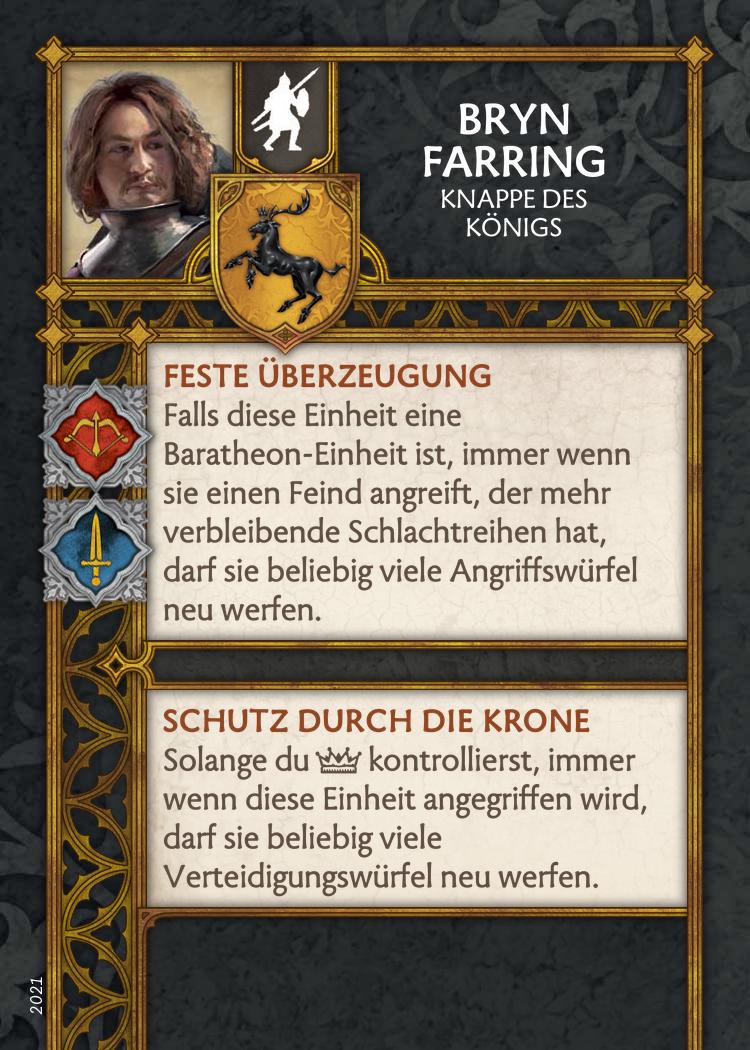 BRYN
FARRING
KNAPPE DES
KÖNIGS
FESTE ÜBERZEUGUNG
Falls diese Einheit eine
Baratheon-Einheit ist, immer wenn
sie einen Feind angreift, der mehr
verbleibende Schlachtreihen hat,
darf sie beliebig viele Angriffswürfel
neu werfen.
SCHUTZ DURCH DIE KRONE
Solange du kontrollierst, immer
wenn diese Einheit angegriffen wird,
darf sie beliebig viele
Verteidigungswürfel neu werfen.
2021